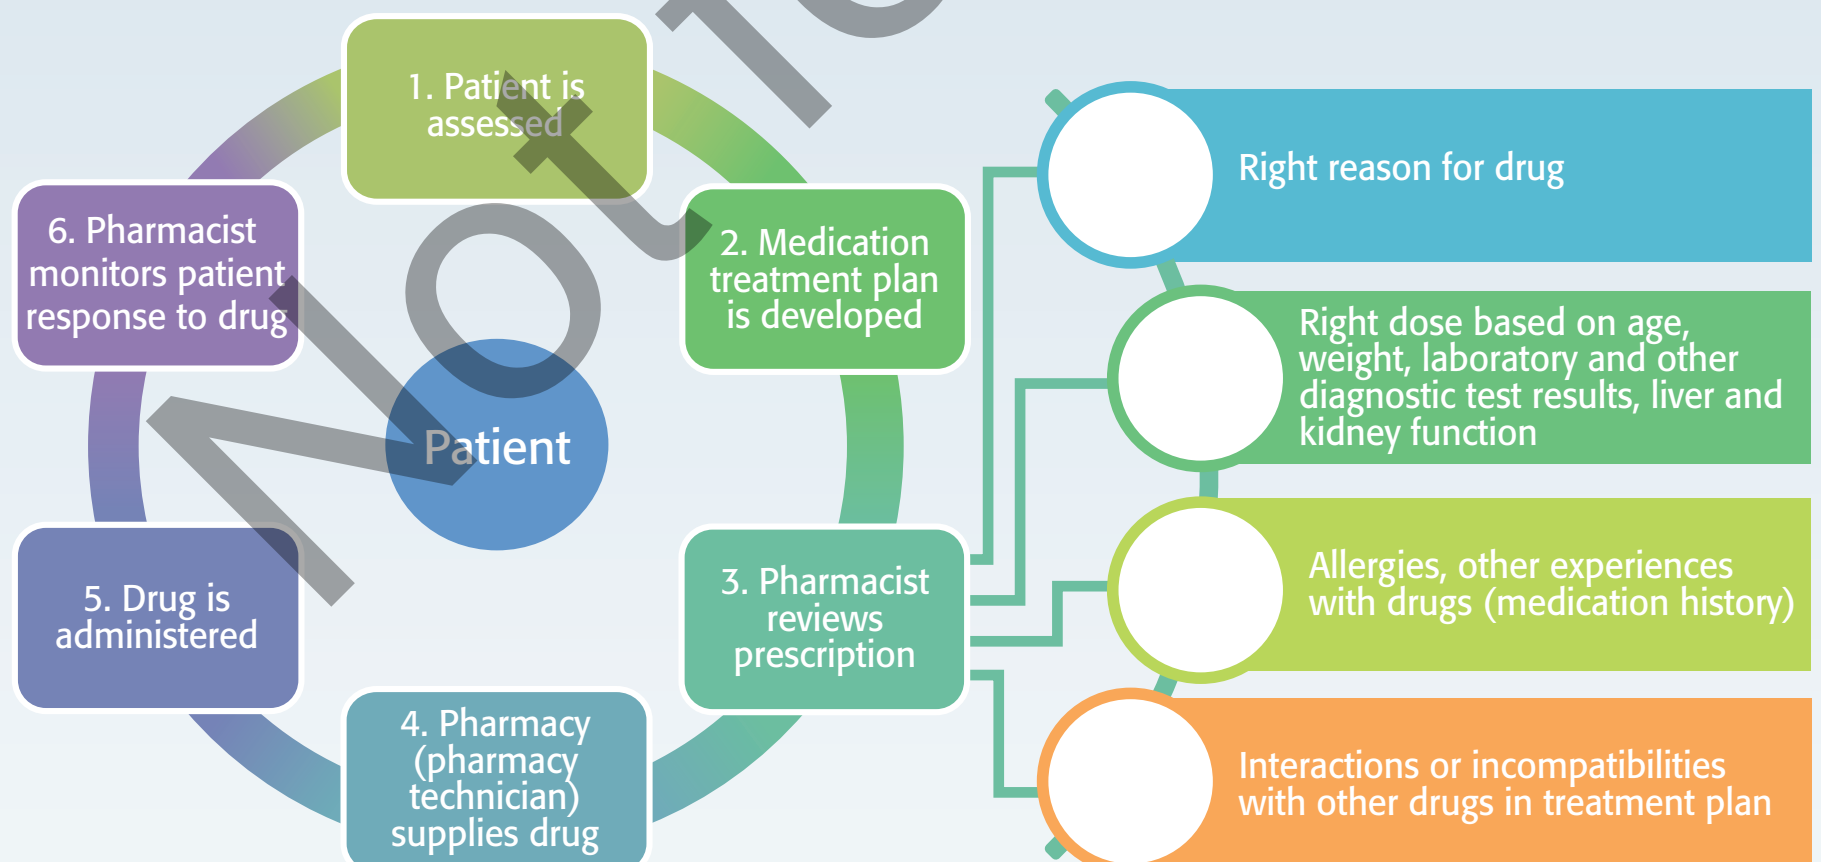 1. Patient is
assessed
2. Medication
treatment plan
is developed
3. Pharmacist
reviews
prescription
4. Pharmacy
(pharmacy
technician)
supplies drug
5. Drug is
administered
6. Pharmacist
monitors patient
response to drug
Patient
Right reason for drug
Right dose based on age,
weight, laboratory and other
diagnostic test results, liver and
kidney function
Allergies, other experiences
with drugs (medication history)
Interactions or incompatibilities
with other drugs in treatment plan
Not